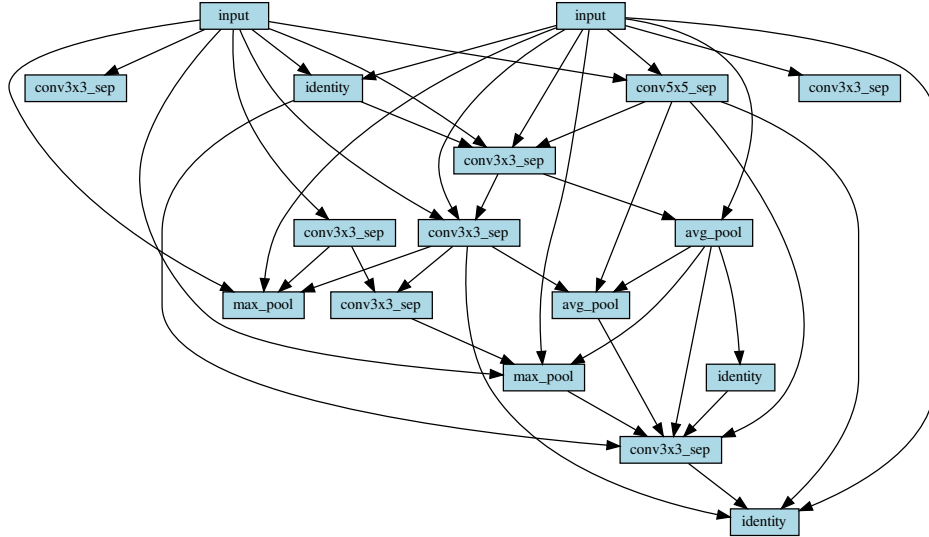 input
input
conv3x3_sep
identity
conv5x5_sep
conv3x3_sep
conv3x3_sep
conv3x3_sep
conv3x3_sep
avg_pool
max_pool
conv3x3_sep
avg_pool
max_pool
identity
conv3x3_sep
identity